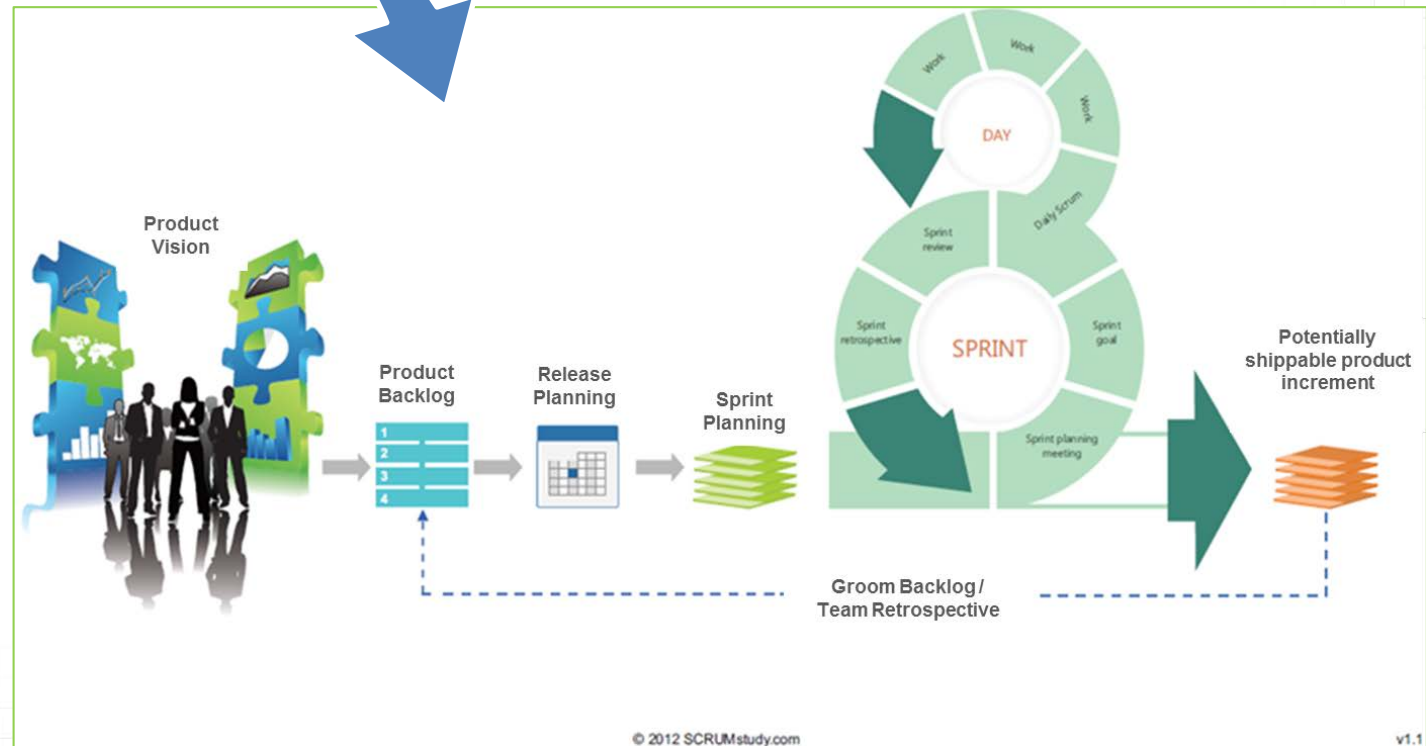 Product
Vision
Product
Backlog
1
2
3
4
Release
Planning
Sprint
Planning
Work
Work
Work
DAY
Daily Scrum
Sprint
review
Sprint
retrospective
SPRINT
Sprint
goal
Sprint planning
meeting
Potentially
shippable product
increment
Groom Backlog /
Team Retrospective
© 2012 SCRUMstudy.com
v1.1